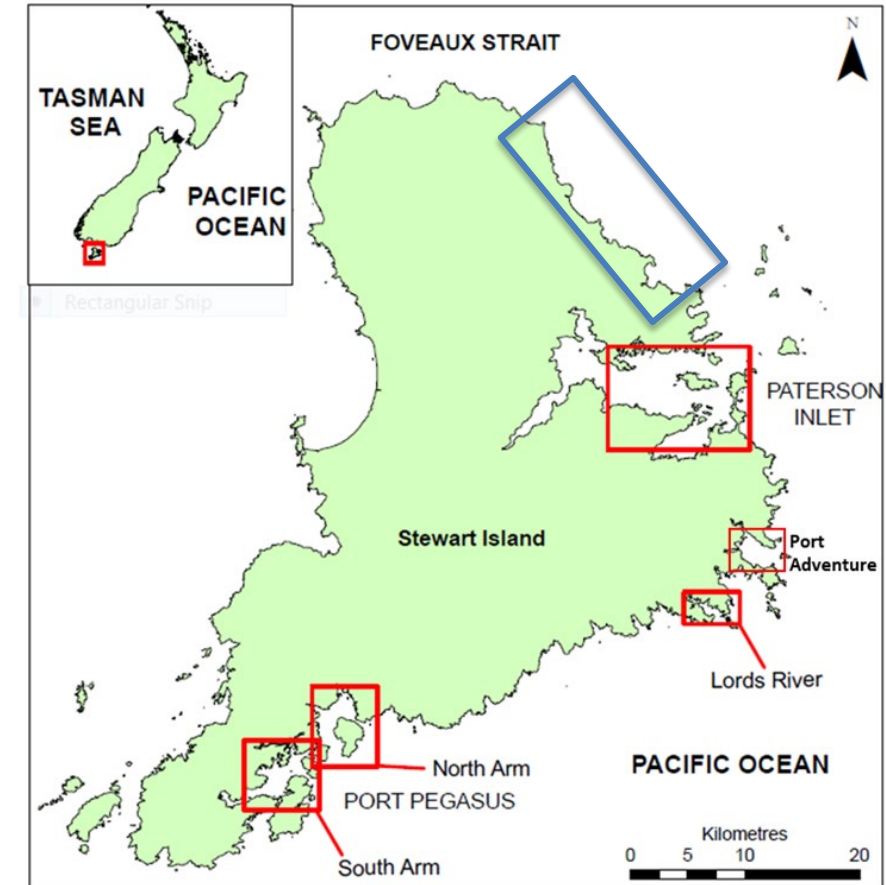 FOVEAUX STRAIT
N
TASMAN
SEA
PACIFIC
OCEAN
Rectangular Snip
PATERSON
INLET
Stewart Island
Port
Adventure
Lords River
North Arm
PORT PEGASUS
South Arm
PACIFIC OCEAN
Kilometres
0 5 10 20